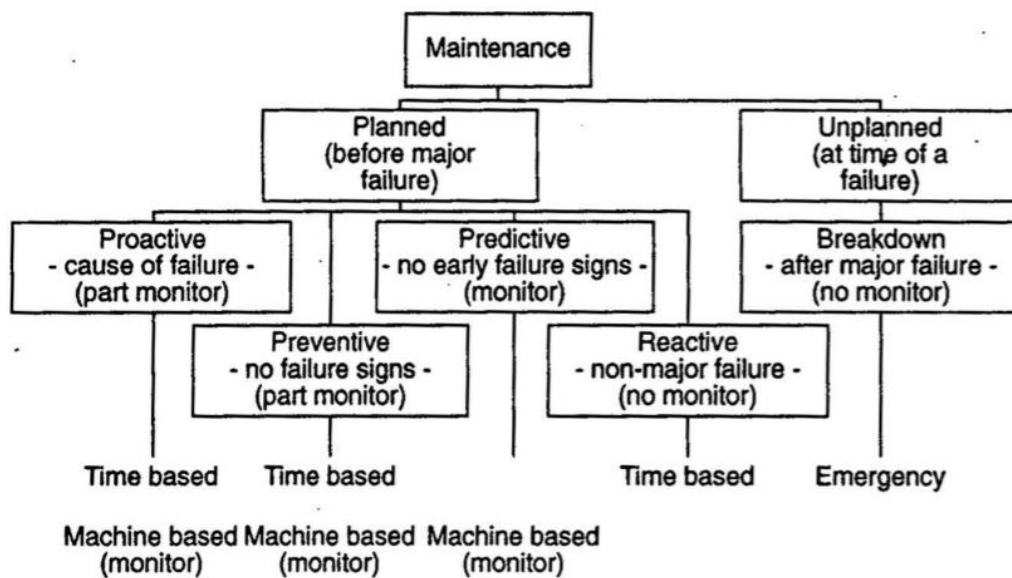 Maintenance
Planned
(before major
failure)
Unplanned
(at time of a
failure)
Proactive
- cause of failure -
(part monitor)
Predictive
- no early failure signs -
(monitor)
Breakdown
- after major failure -
(no monitor)
Preventive
- no failure signs -
(part monitor)
Reactive
- non-major failure -
(no monitor)
Time based
Time based
Time based
Emergency
Machine based
(monitor)
Machine based
(monitor)
Machine based
(monitor)